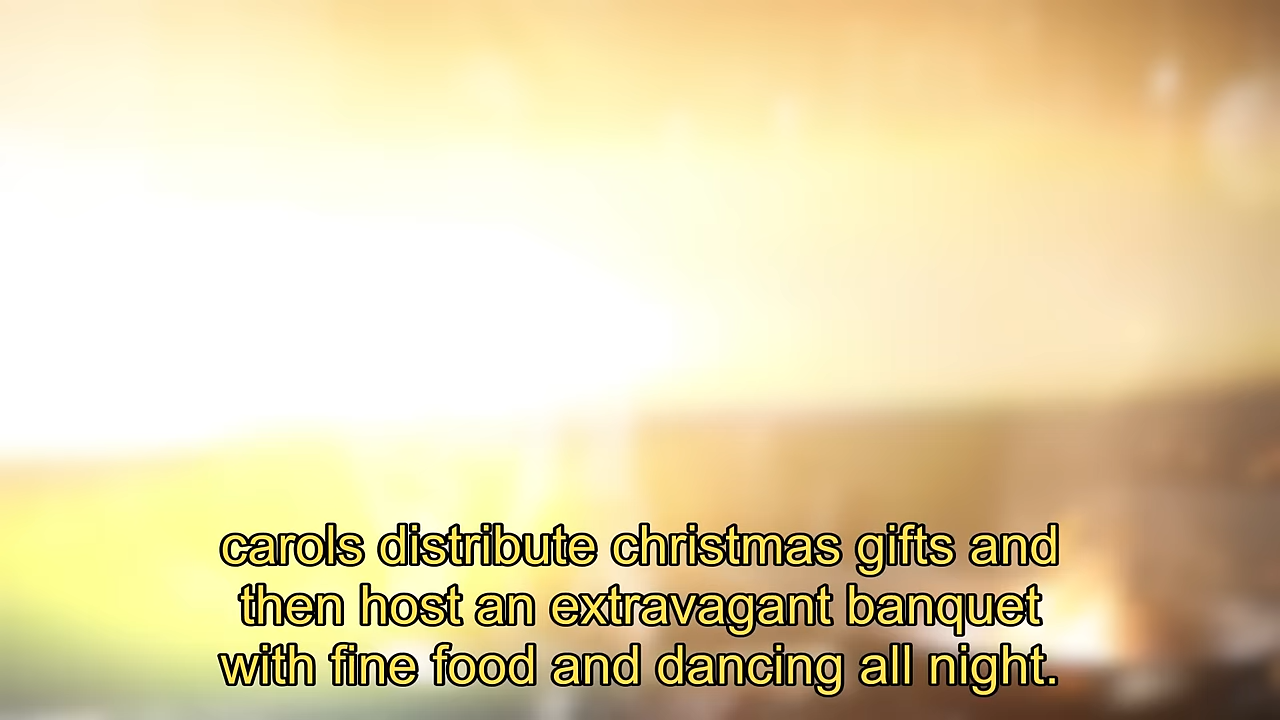 carols distribute christmas gifts and
then host an extravagant banquet
with fine food and dancing all night.